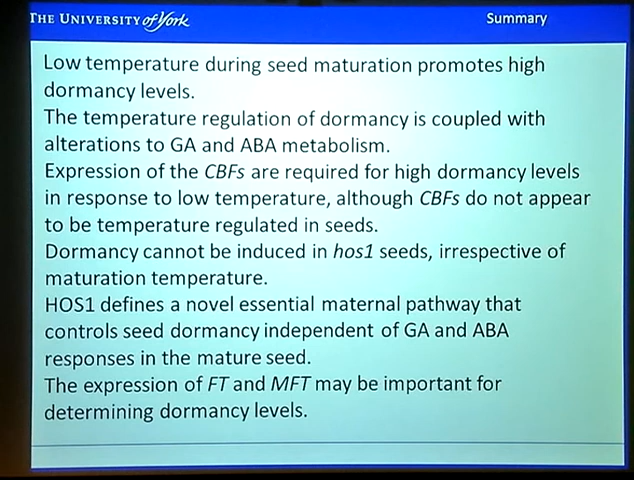 THE UNIVERSITY of York
Summary
Low temperature during seed maturation promotes high
dormancy levels.
The temperature regulation of dormancy is coupled with
alterations to GA and ABA metabolism.
Expression of the CBFs are required for high dormancy levels
in response to low temperature, although CBFs do not appear
to be temperature regulated in seeds.
Dormancy cannot be induced in hos1 seeds, irrespective of
maturation temperature.
HOS1 defines a novel essential maternal pathway that
controls seed dormancy independent of GA and ABA
responses in the mature seed.
The expression of FT and MFT may be important for
determining dormancy levels.